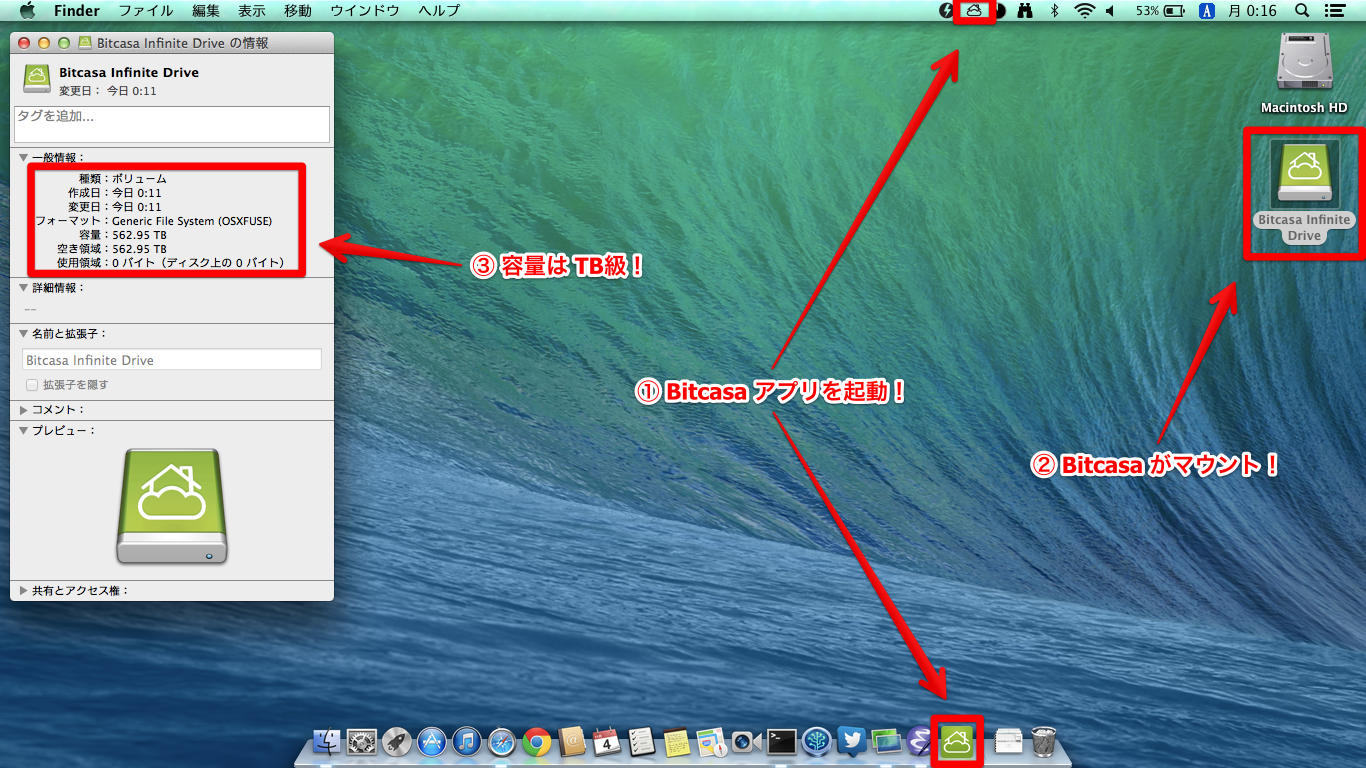 Finder ファイル 編集 表示 移動 ウインドウ ヘルプ 53% A 月 0:16
Bitcasa Infinite Drive の情報
Bitcasa Infinite Drive
変更日： 今日 0:11
タグを追加...
一般情報：
種類：ボリューム
作成日：今日 0:11
変更日：今日 0:11
フォーマット：Generic File System (OSXFUSE)
容量：562.95 TB
空き領域：562.95 TB
使用領域：0 バイト（ディスク上の 0 バイト）
詳細情報：
--
名前と拡張子：
Bitcasa Infinite Drive
拡張子を隠す
コメント：
プレビュー：
共有とアクセス権：
③ 容量は TB級！
① Bitcasa アプリを起動！
② Bitcasa がマウント！
Macintosh HD
Bitcasa Infinite
Drive
4